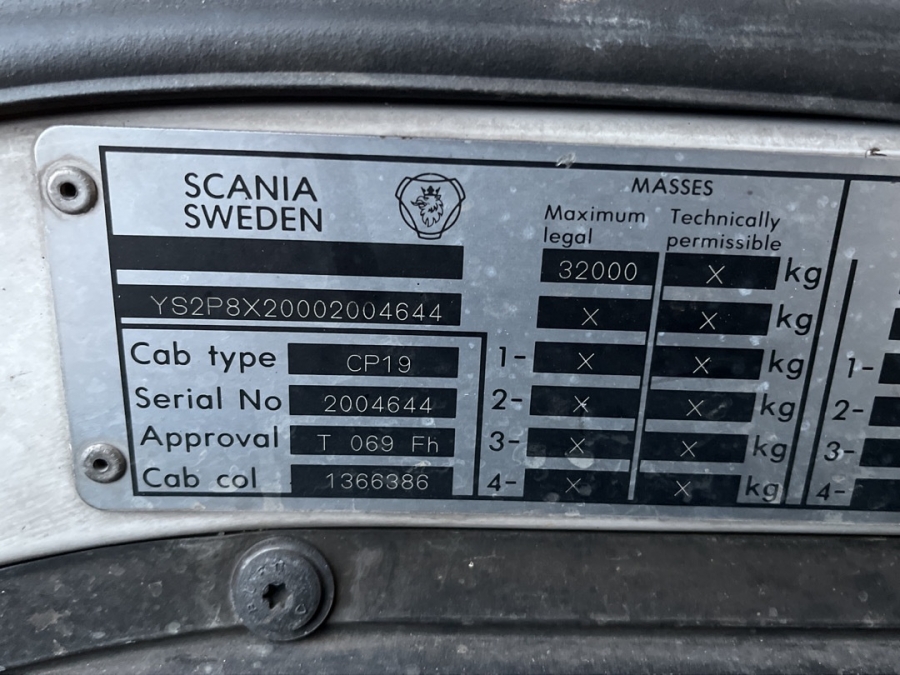 SCANIA
SWEDEN
YS2P8X20002004644
Cab type CP19
Serial No 2004644
Approval T 069 Fh
Cab col 1366386
MASSES
Maximum legal Technically permissible
32000 X kg
X X kg
1- X X kg
2- X X kg
3- X X kg
4- X X kg
1-
2-
3-
4-